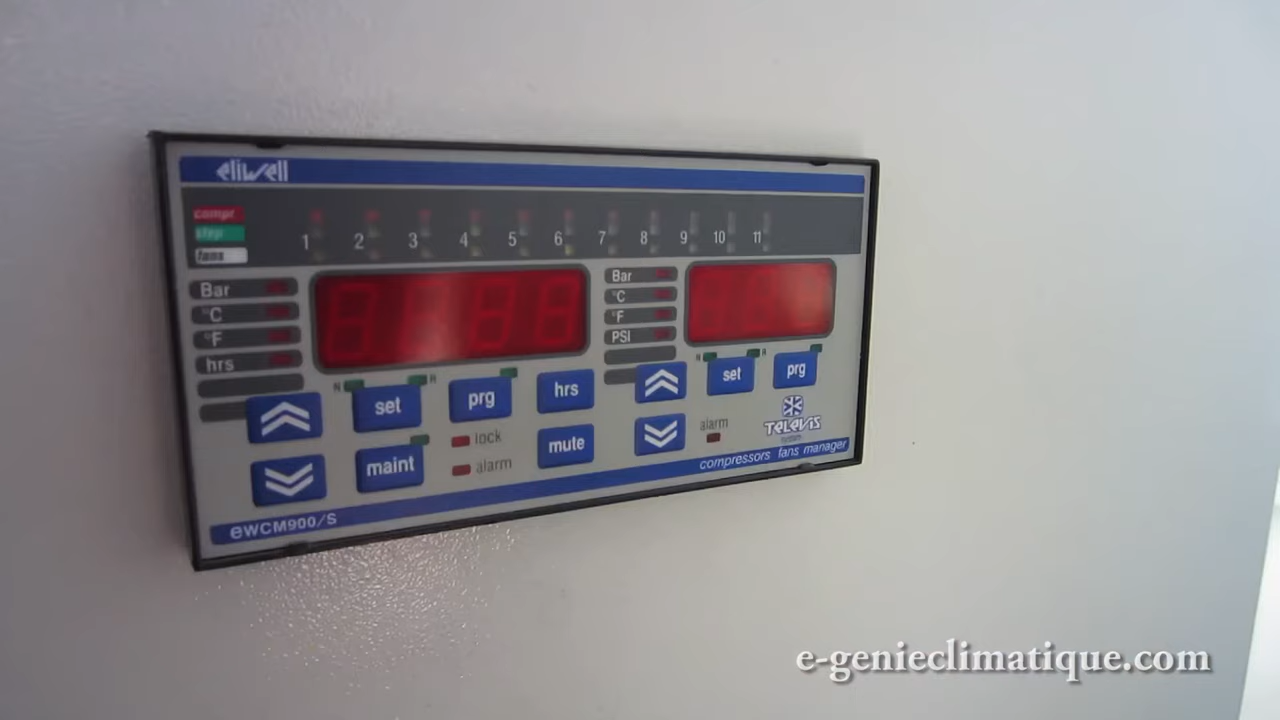 eliwell
compr
step
fans
1 2 3 4 5 6 7 8 9 10 11
Bar
°C
°F
hrs
Bar
°C
°F
PSI
N R
set
prg
hrs
maint
lock
alarm
mute
N R
set
prg
alarm
TELEVIS
compressors fans manager
eWCM900/S
e-genieclimatique.com